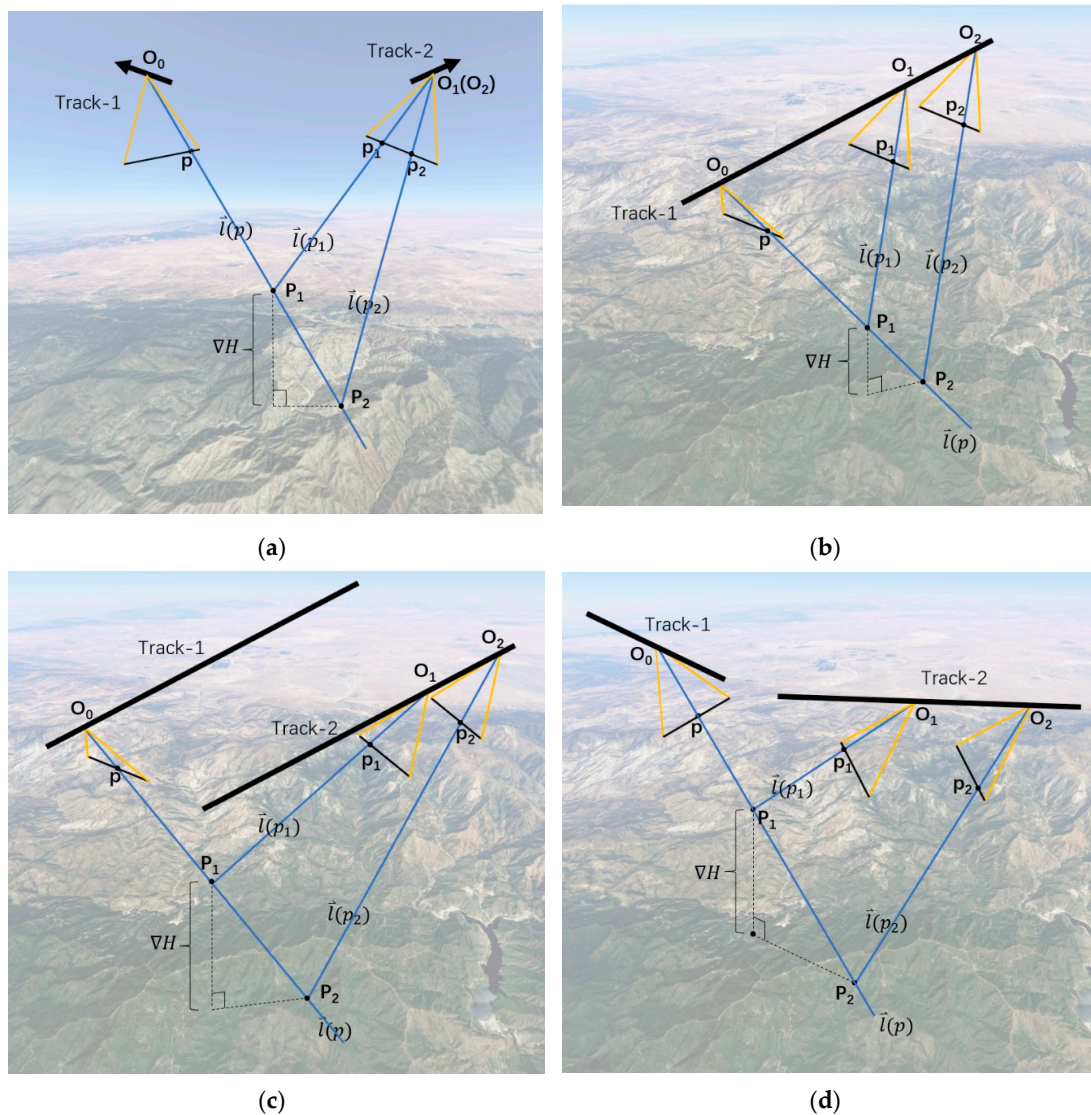 O₀
Track-2
O₁(O₂)
Track-1
p
p₁
p₂
l⃗(p)
l⃗(p₁)
l⃗(p₂)
P₁
∇H
P₂
(a)
O₂
O₁
p₂
p₁
O₀
Track-1
p
l⃗(p₁)
l⃗(p₂)
P₁
∇H
P₂
l⃗(p)
(b)
Track-1
O₂
O₁
O₀
Track-2
p₂
p₁
p
l⃗(p₁)
P₁
l⃗(p₂)
∇H
P₂
l⃗(p)
(c)
Track-1
O₀
Track-2
O₁
O₂
p
p₁
p₂
l⃗(p₁)
P₁
∇H
l⃗(p₂)
P₂
l⃗(p)
(d)